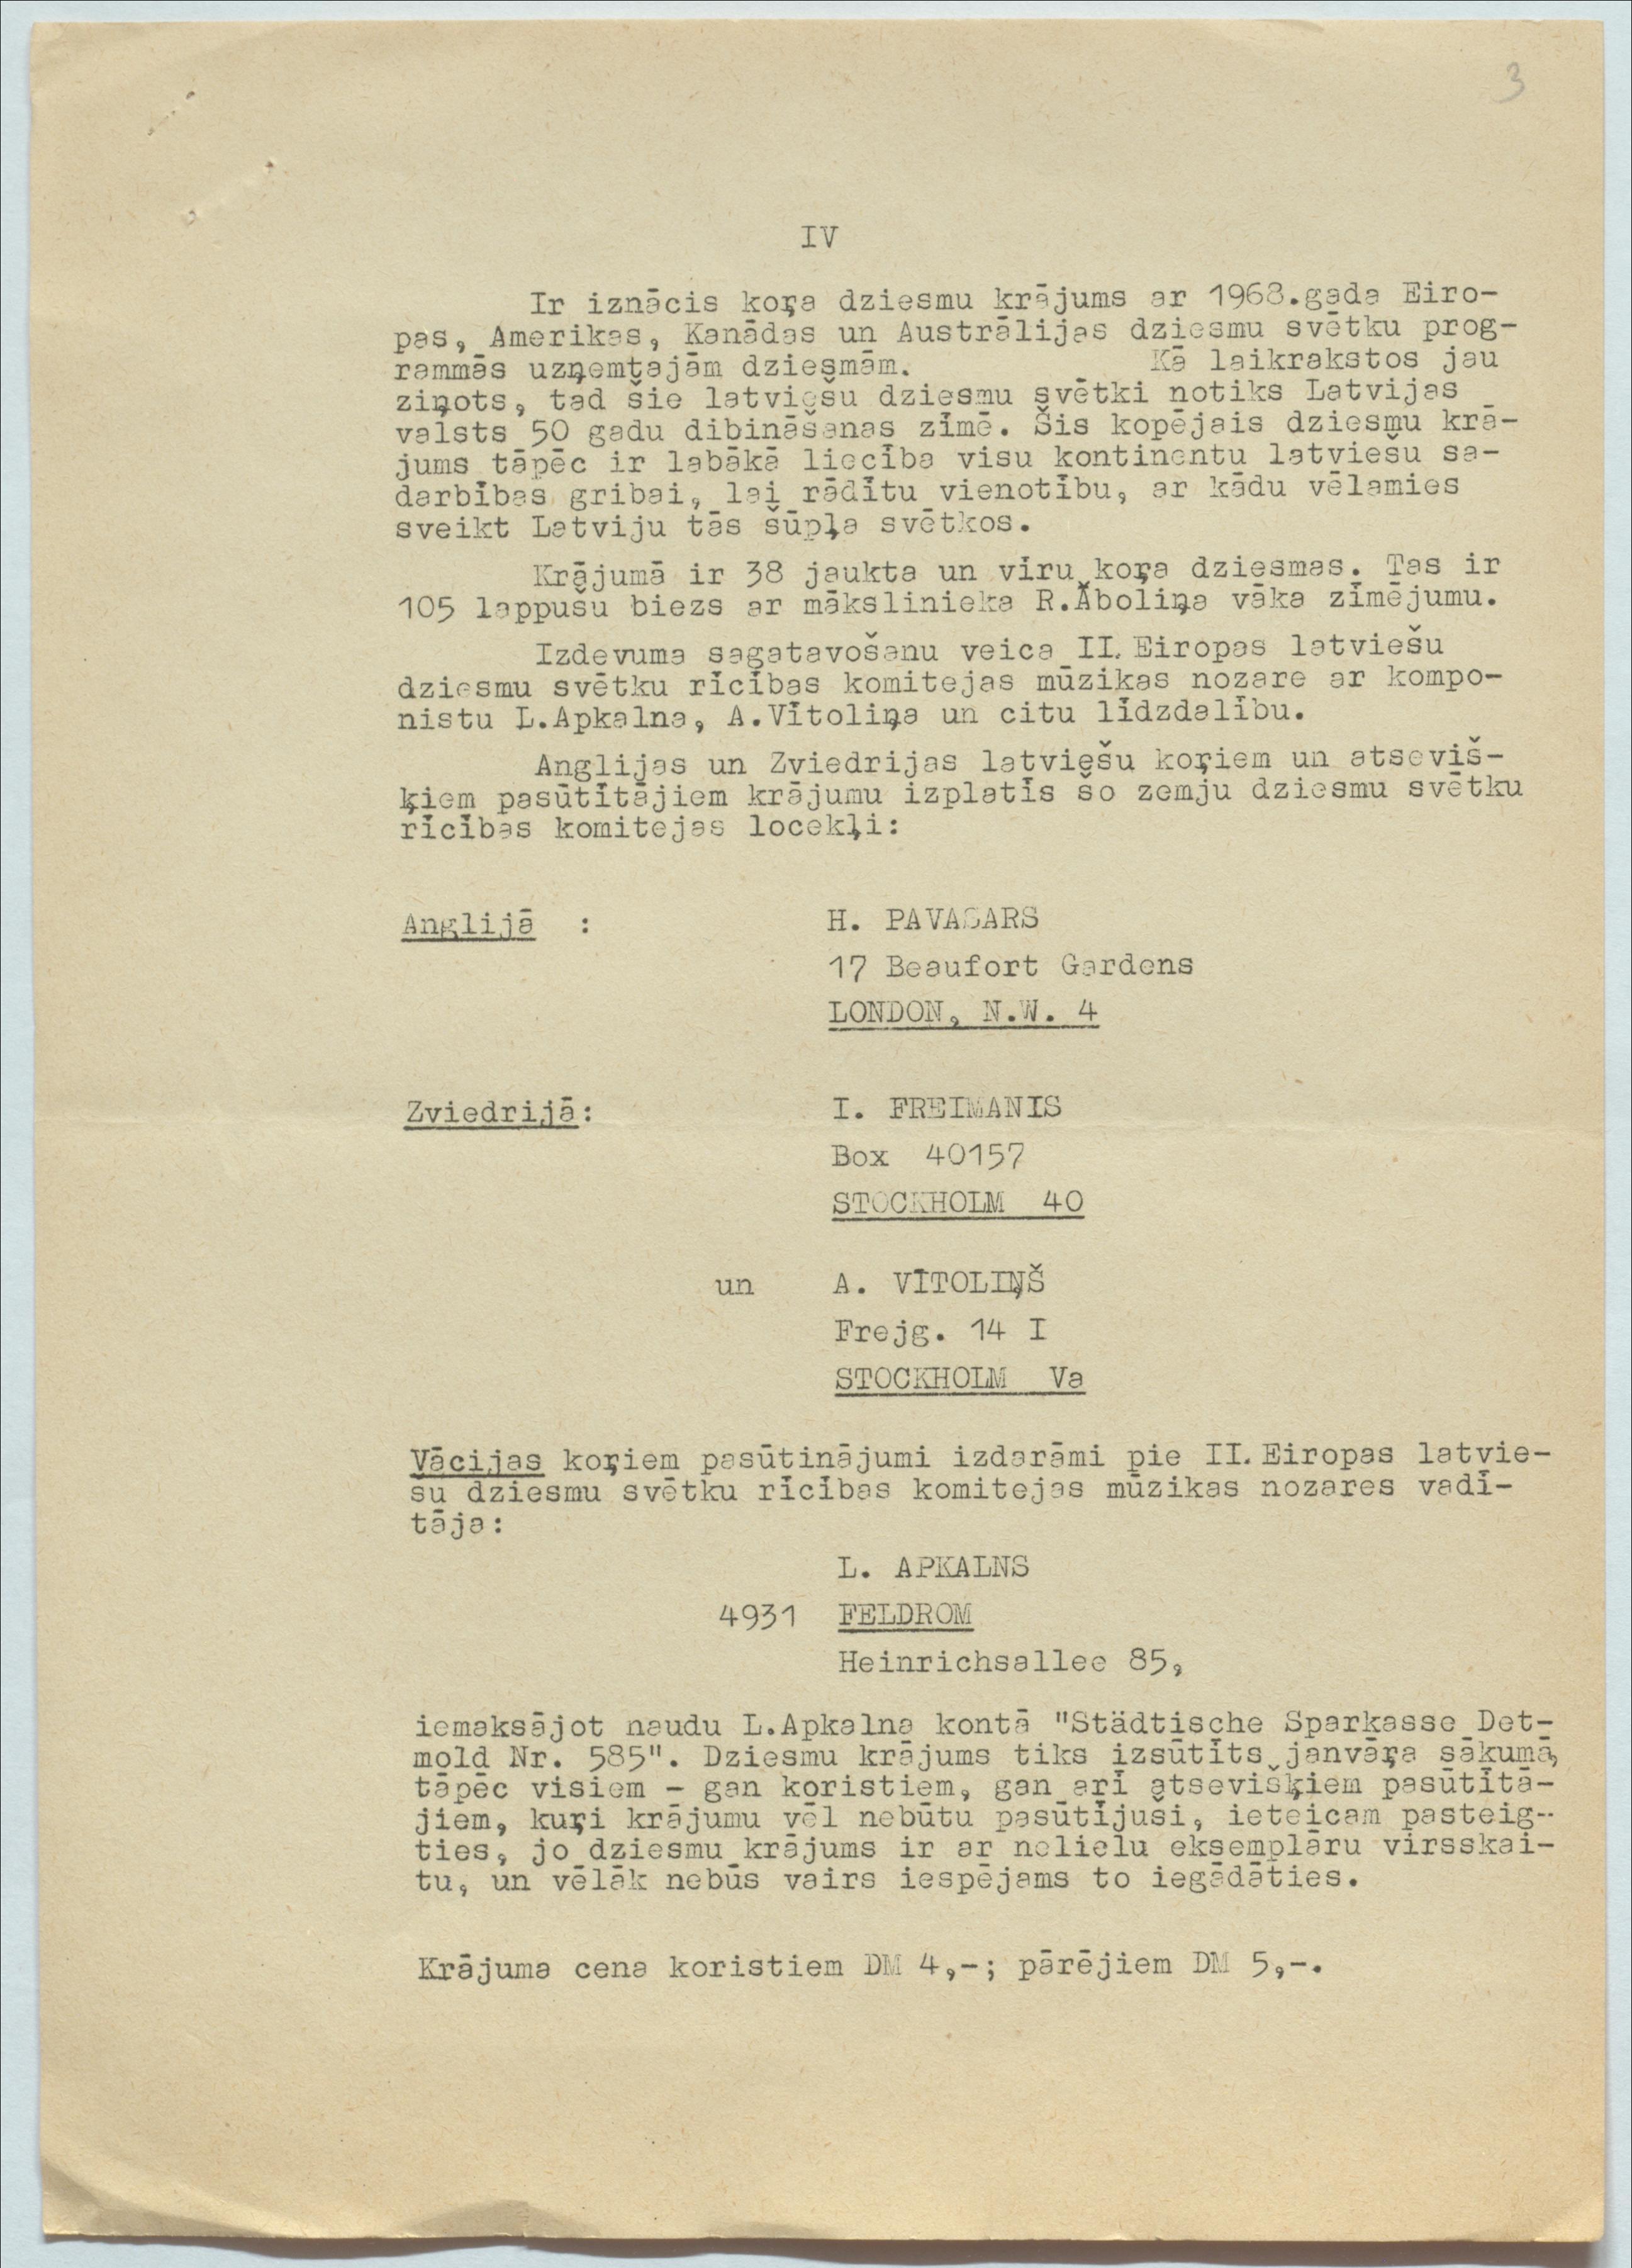 3
IV
Ir iznācis koŗa dziesmu krājums ar 1968.gada Eiro-
pas, Amerikas, Kanādas un Austrālijas dziesmu svētku prog-
rammās uzņemtajām dziesmām. Kā laikrakstos jau
ziņots, tad šie latviešu dziesmu svētki notiks Latvijas
valsts 50 gadu dibināšanas zīmē. Šis kopējais dziesmu krā-
jums tāpēc ir labākā liecība visu kontinentu latviešu sa-
darbības gribai, lai rādītu vienotību, ar kādu vēlamies
sveikt Latviju tās šūpļa svētkos.
Krājumā ir 38 jaukta un vīru koŗa dziesmas. Tas ir
105 lappušu biezs ar mākslinieka R.Āboliņa vāka zīmējumu.
Izdevuma sagatavošanu veica II. Eiropas latviešu
dziesmu svētku rīcības komitejas mūzikas nozare ar kompo-
nistu L.Apkalna, A.Vītoliņa un citu līdzdalību.
Anglijas un Zviedrijas latviešu koŗiem un atseviš-
ķiem pasūtītājiem krājumu izplatīs šo zemju dziesmu svētku
rīcības komitejas locekļi:
Anglijā : H. PAVASARS
17 Beaufort Gardens
LONDON, N.W. 4
Zviedrijā: I. FREIMANIS
Box 40157
STOCKHOLM 40
un A. VĪTOLIŅŠ
Frejg. 14 I
STOCKHOLM Va
Vācijas koŗiem pasūtinājumi izdarāmi pie II. Eiropas latvie-
su dziesmu svētku rīcības komitejas mūzikas nozares vadī-
tāja:
L. APKALNS
4931 FELDROM
Heinrichsallee 85,
iemaksājot naudu L.Apkalna kontā "Städtische Sparkasse Det-
mold Nr. 585". Dziesmu krājums tiks izsūtīts janvāŗa sākumā,
tāpēc visiem - gan koristiem, gan arī atsevišķiem pasūtītā-
jiem, kuŗi krājumu vēl nebūtu pasūtījuši, ieteicam pasteig-
ties, jo dziesmu krājums ir ar nelielu eksemplāru virsskai-
tu, un vēlāk nebūs vairs iespējams to iegādāties.
Krājuma cena koristiem DM 4,-; pārējiem DM 5,-.